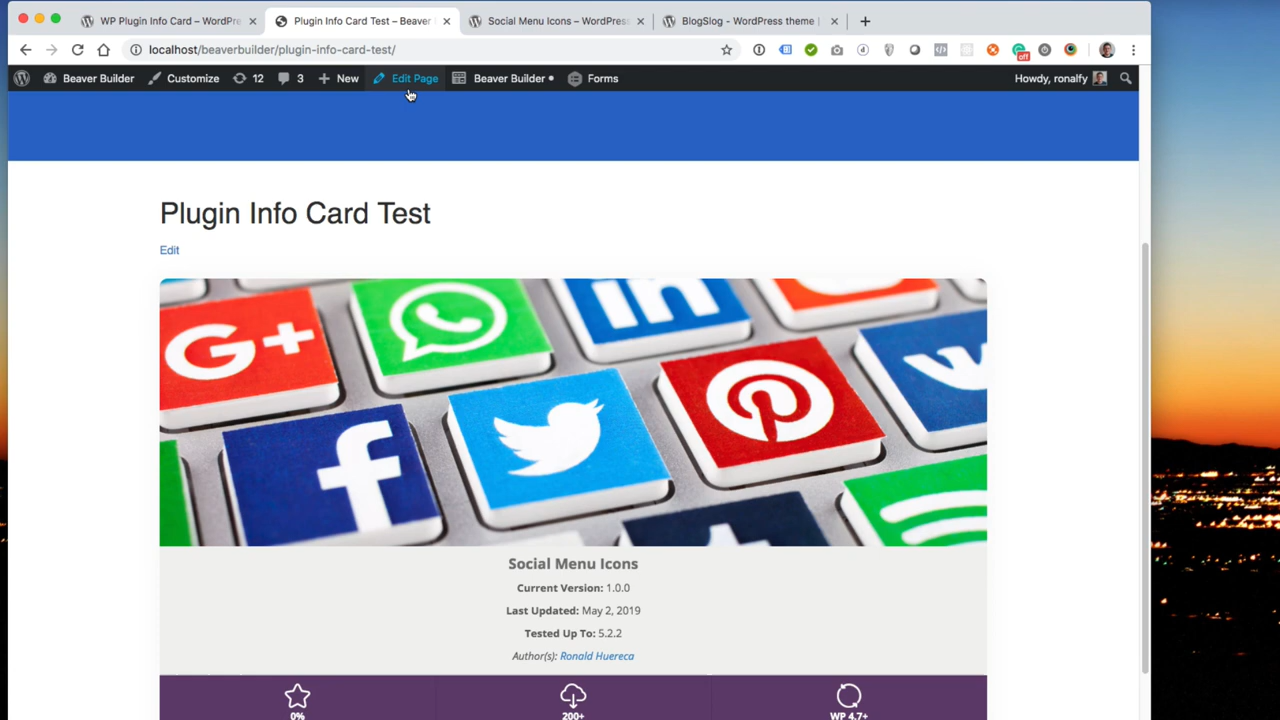 WP Plugin Info Card – WordPre
Plugin Info Card Test – Beaver
Social Menu Icons – WordPress
BlogSlog - WordPress theme |
localhost/beaverbuilder/plugin-info-card-test/
off
Beaver Builder
Customize
12
3
New
Edit Page
Beaver Builder
Forms
Howdy, ronalfy
Plugin Info Card Test
Edit
G+
in
f
Social Menu Icons
Current Version: 1.0.0
Last Updated: May 2, 2019
Tested Up To: 5.2.2
Author(s): Ronald Huereca
0%
200+
WP 4.7+